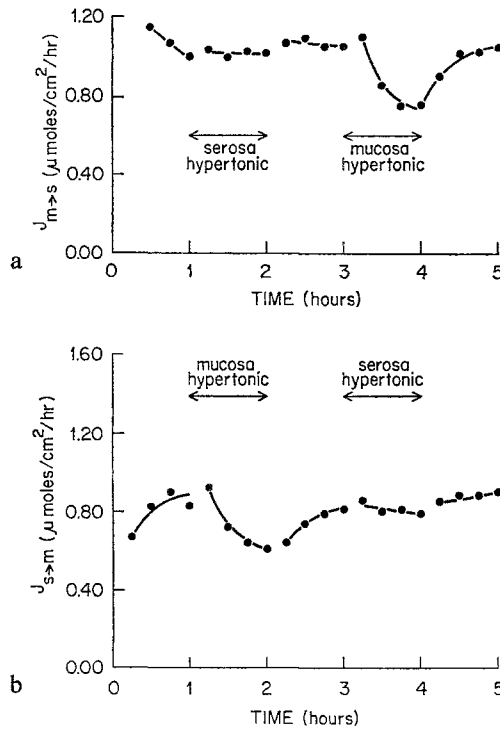 1.20
0.80
0.40
0.00
J m→s (μmoles/cm²/hr)
serosa
hypertonic
mucosa
hypertonic
0 1 2 3 4 5
TIME (hours)
a
1.60
1.20
0.80
0.40
0.00
J s→m (μmoles/cm²/hr)
mucosa
hypertonic
serosa
hypertonic
0 1 2 3 4 5
TIME (hours)
b